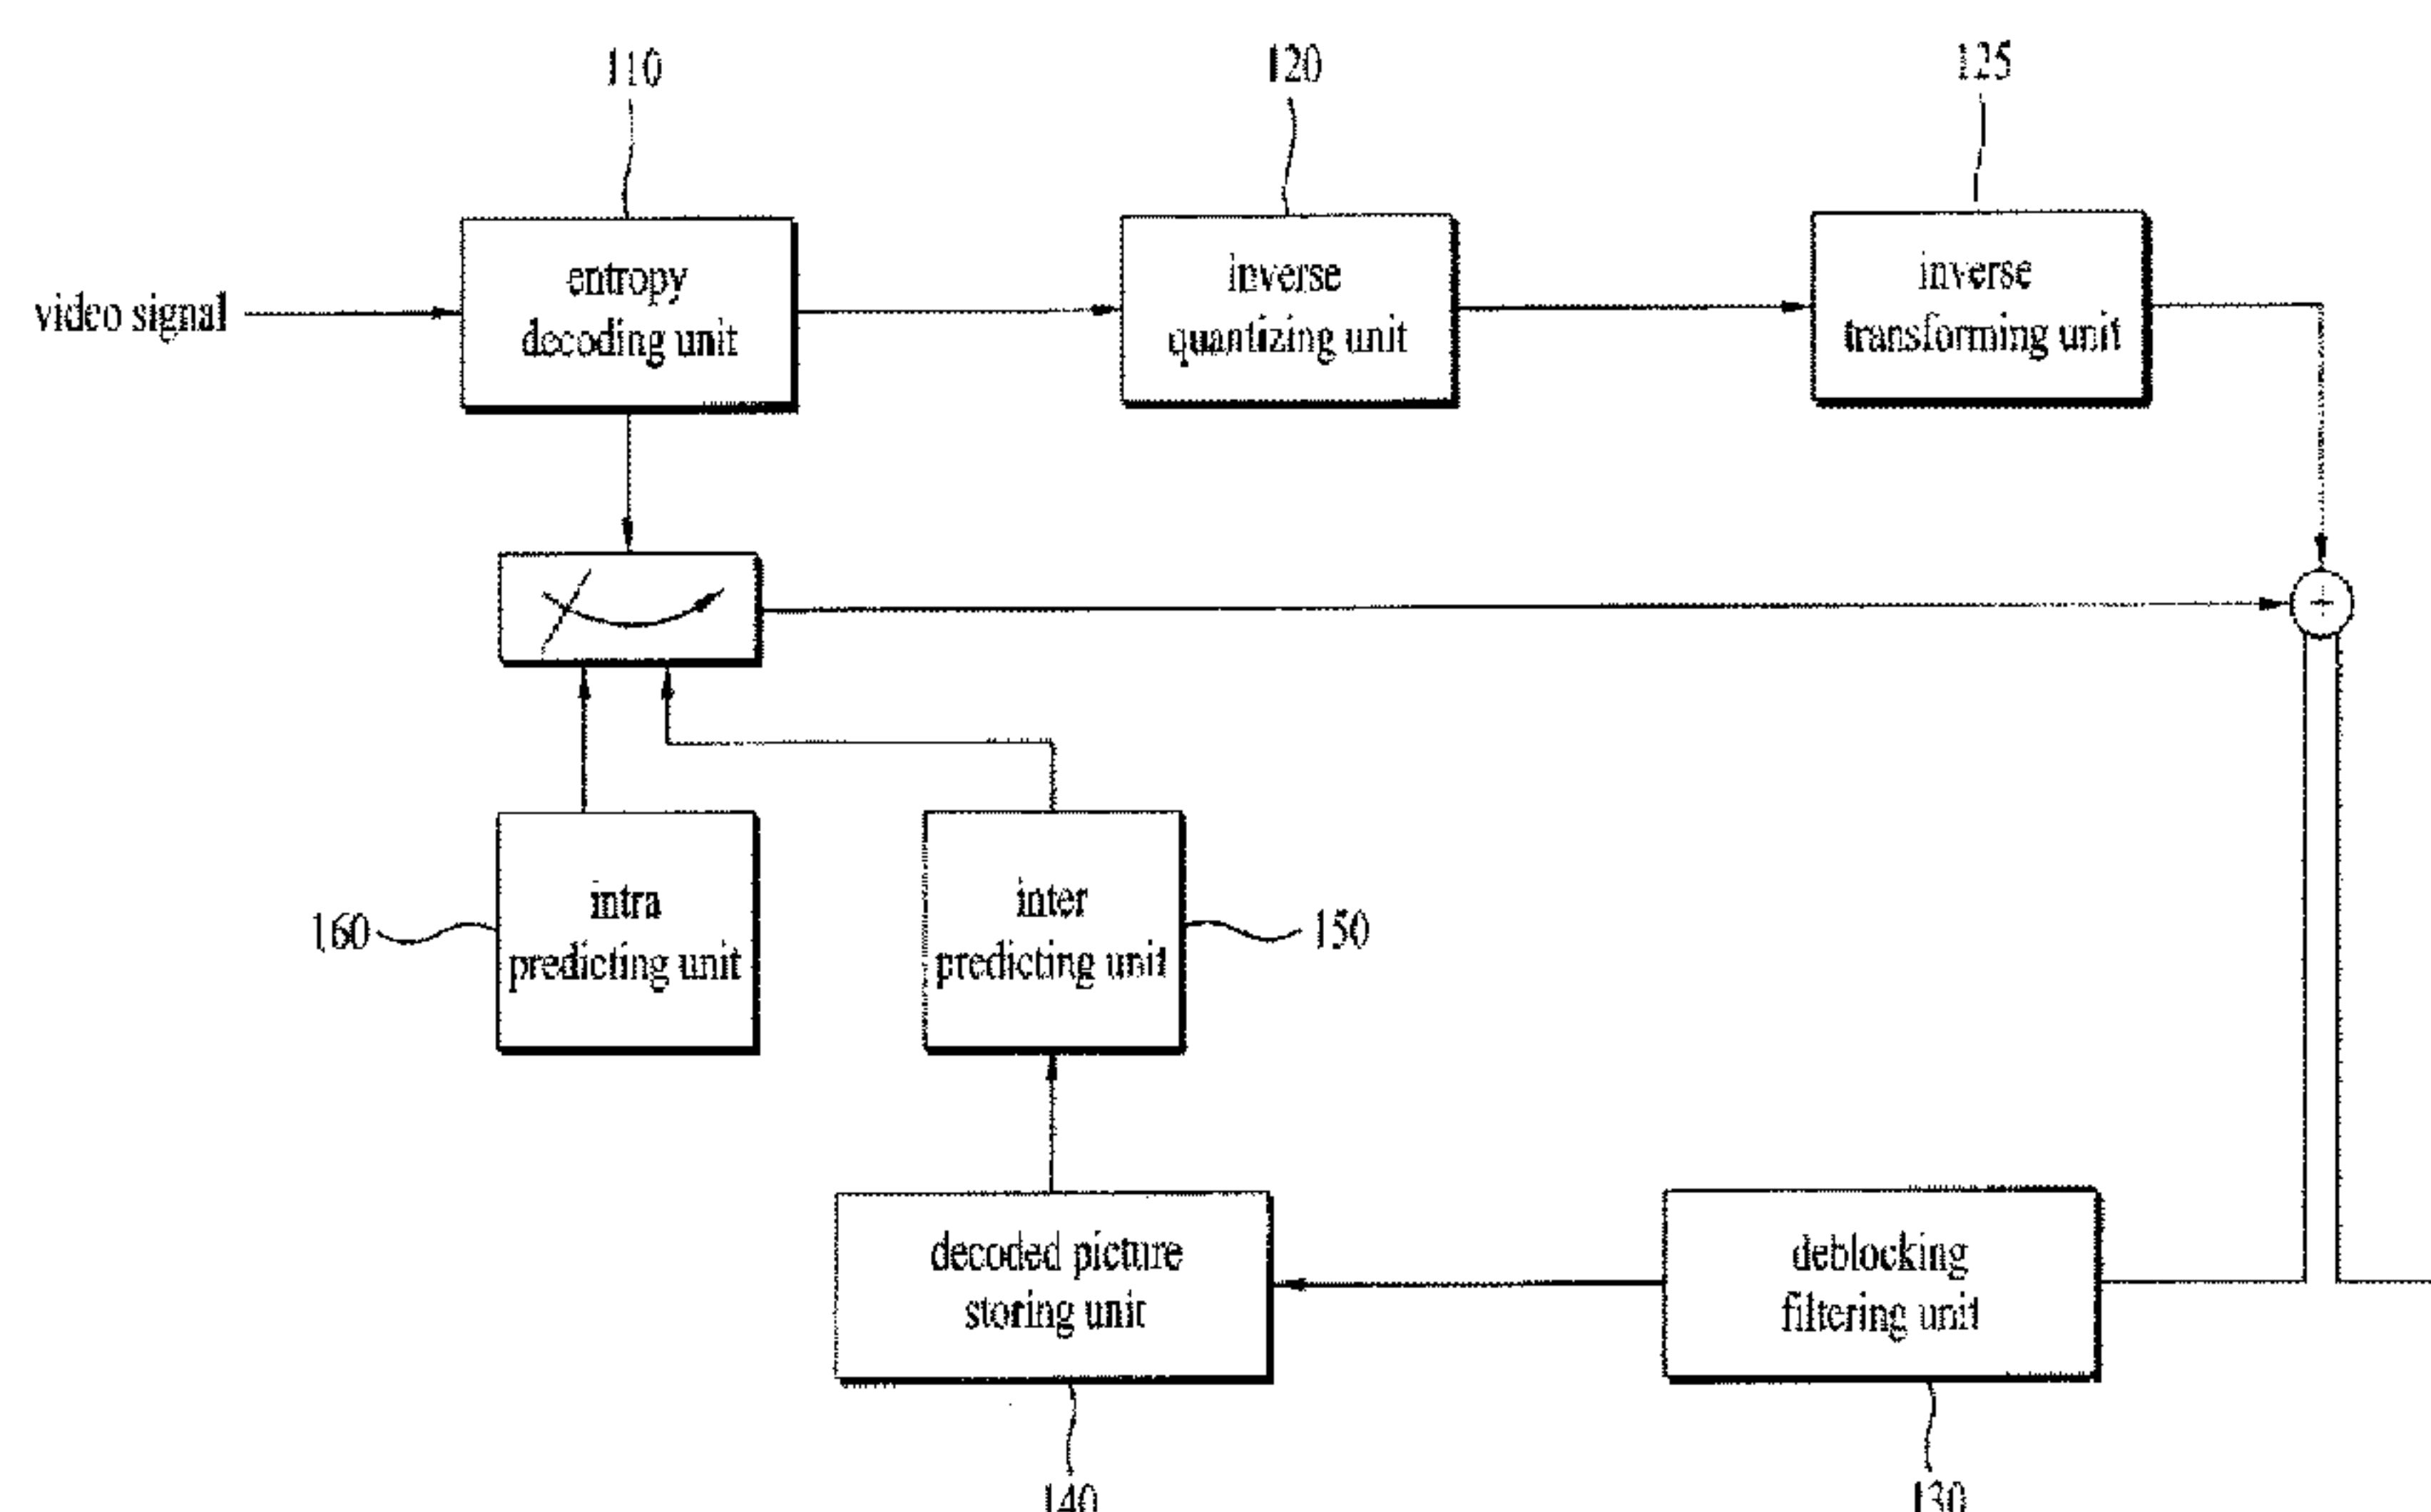 110
120
125
video signal
entropy
decoding unit
inverse
quantizing unit
inverse
transforming unit
+
160
intra
predicting unit
inter
predicting unit
150
decoded picture
storing unit
deblocking
filtering unit
140
130